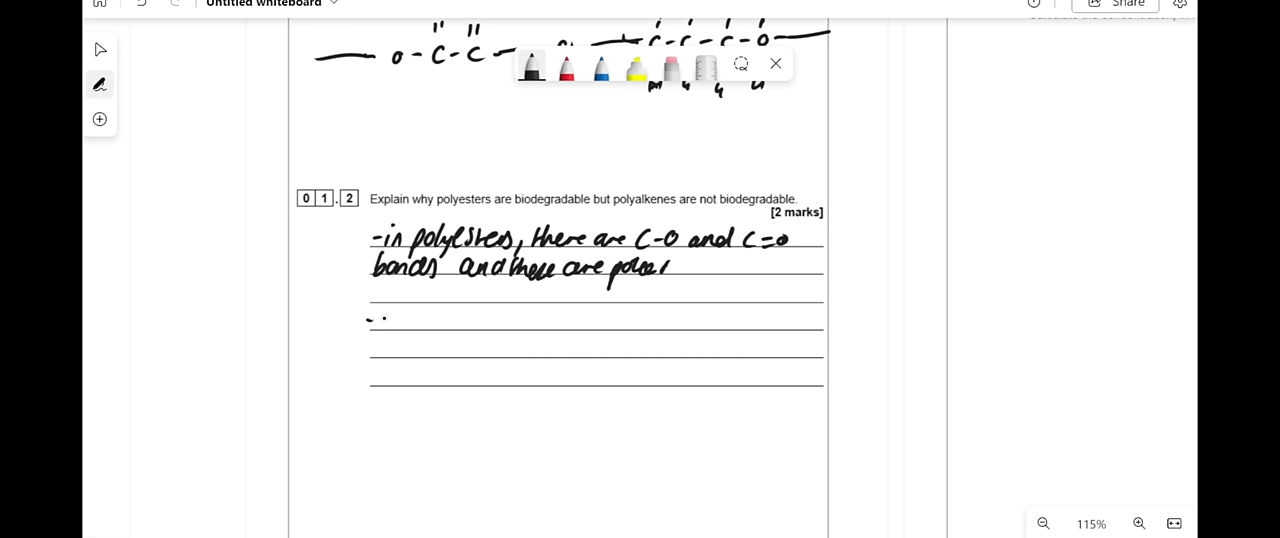 Untitled whiteboard
Share
o - C - C
C - C - C - O
0 1 . 2 Explain why polyesters are biodegradable but polyalkenes are not biodegradable.
[2 marks]
- in polyesters, there are C-O and C=O
bonds and these are polar
115%